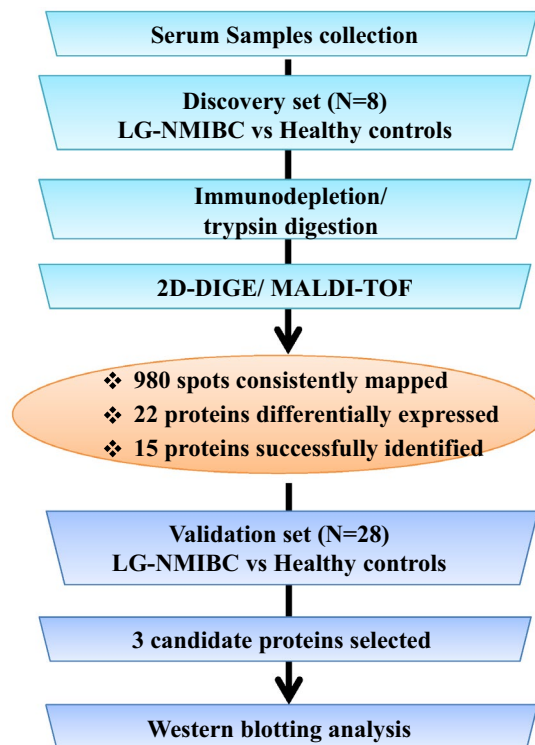 Serum Samples collection
Discovery set (N=8)
LG-NMIBC vs Healthy controls
Immunodepletion/
trypsin digestion
2D-DIGE/ MALDI-TOF
❖ 980 spots consistently mapped
❖ 22 proteins differentially expressed
❖ 15 proteins successfully identified
Validation set (N=28)
LG-NMIBC vs Healthy controls
3 candidate proteins selected
Western blotting analysis